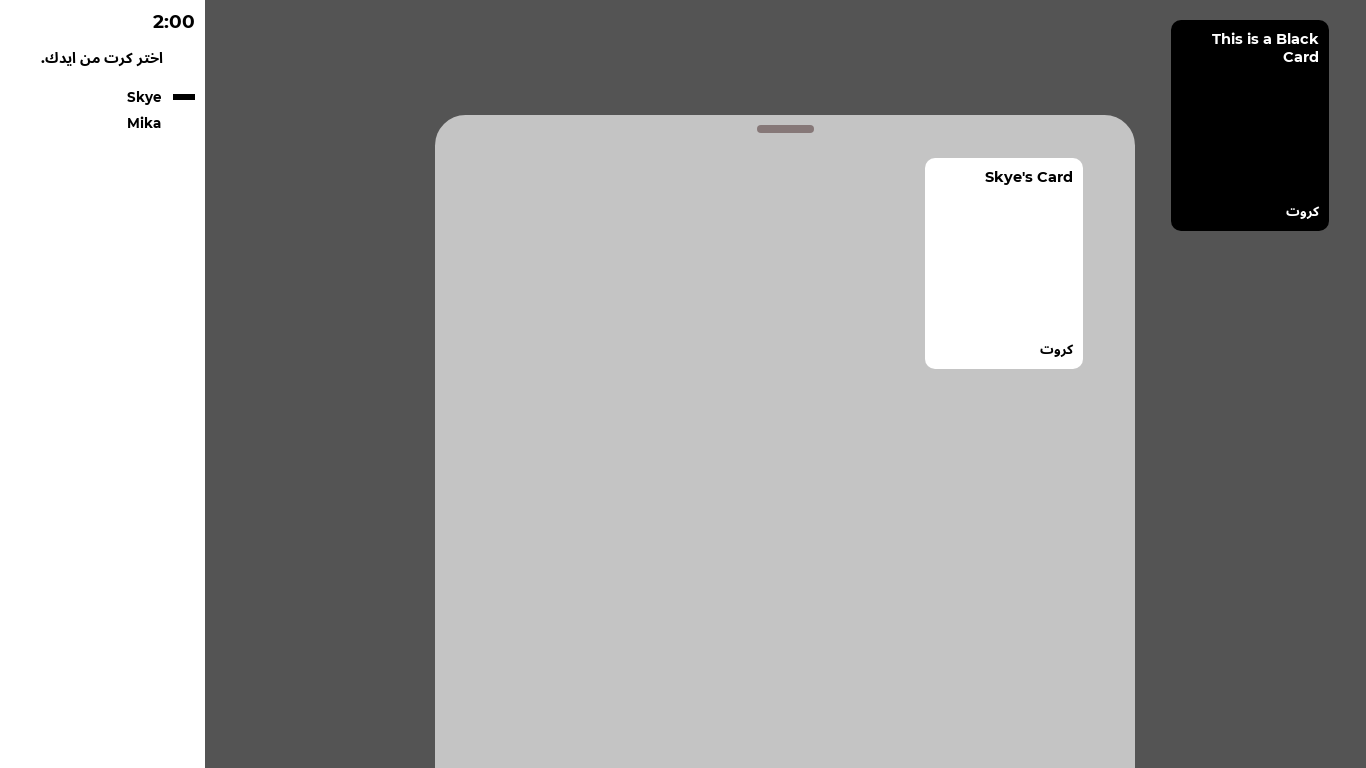 2:00
اختر كرت من ايدك.
Skye
Mika
This is a Black
Card
كروت
Skye's Card
كروت